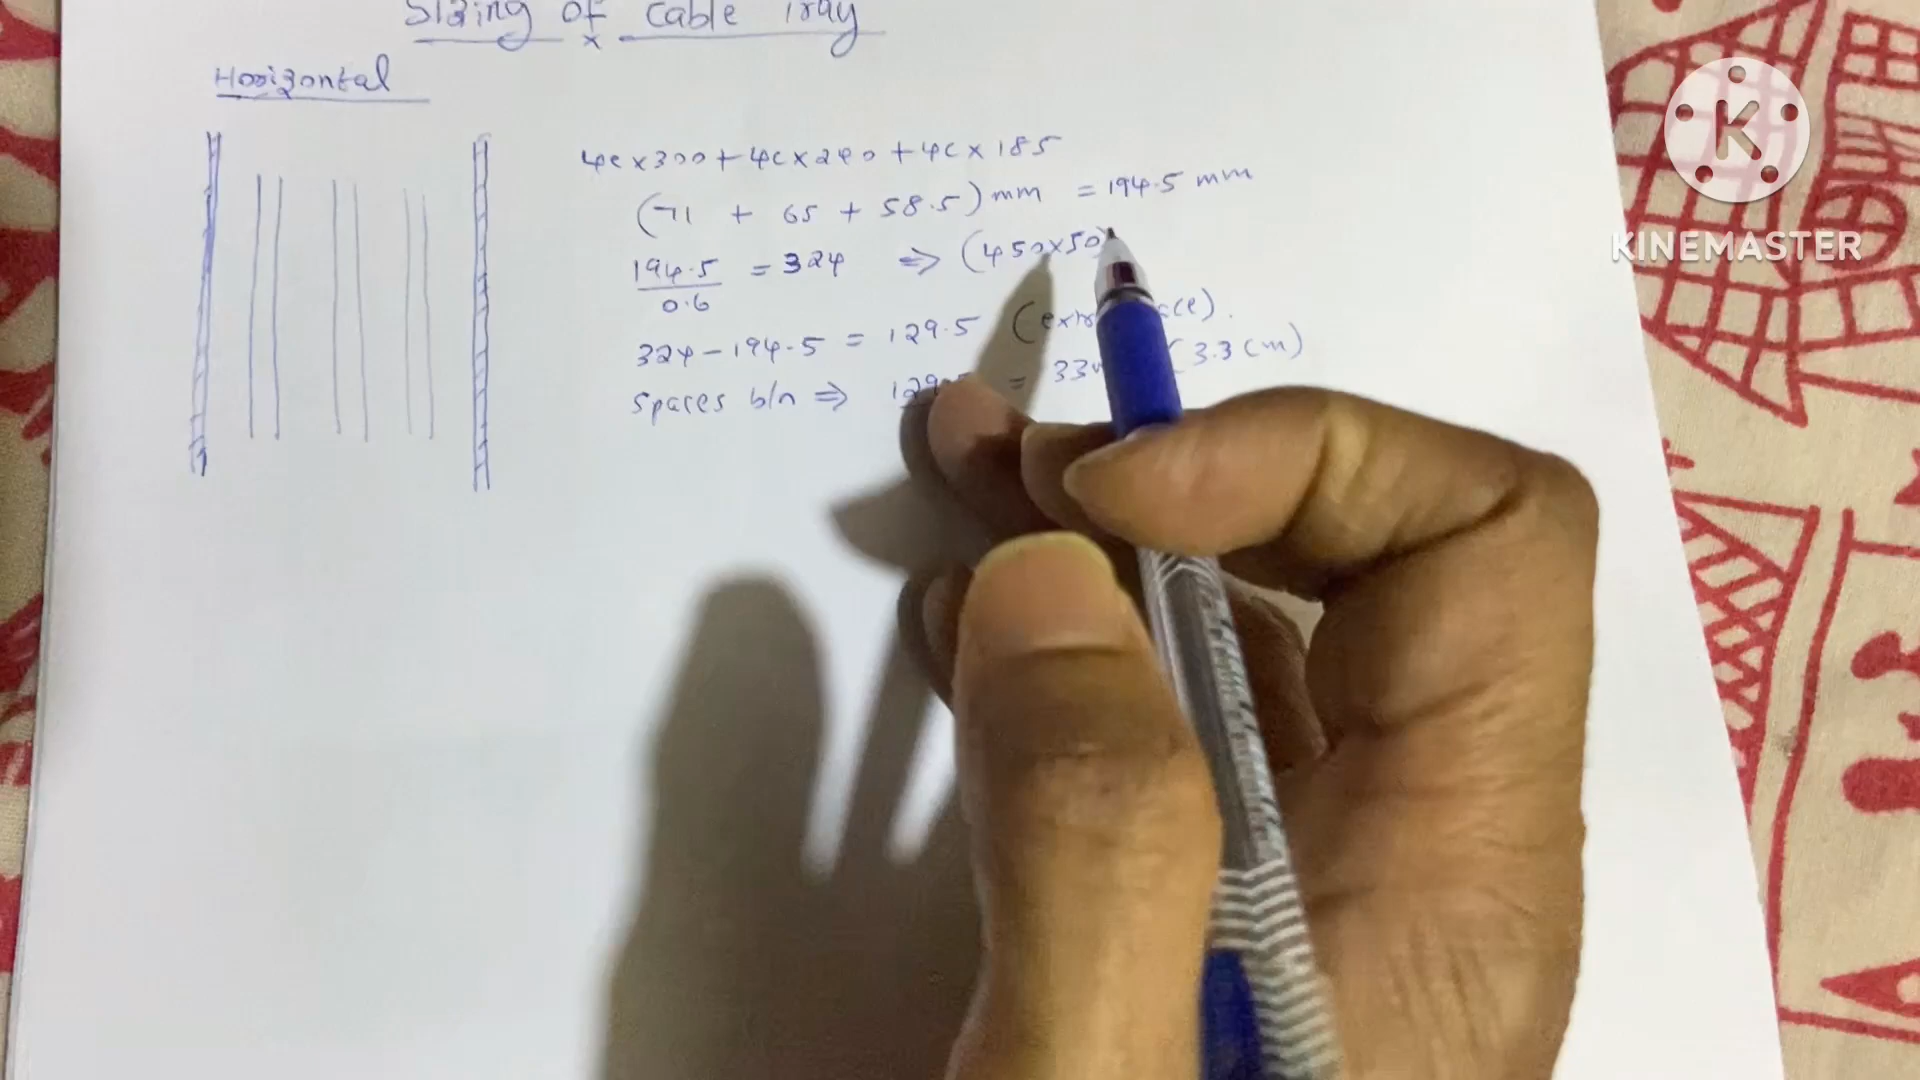 Sizing of Cable Tray
Horizontal
4c x 300 + 4c x 240 + 4c x 185
(71 + 65 + 58.5) mm = 194.5 mm
194.5 / 0.6 = 324 ⇒ (450x50)
324 - 194.5 = 129.5
spaces b/n ⇒ = (3.3 cm)
K
KINEMASTER